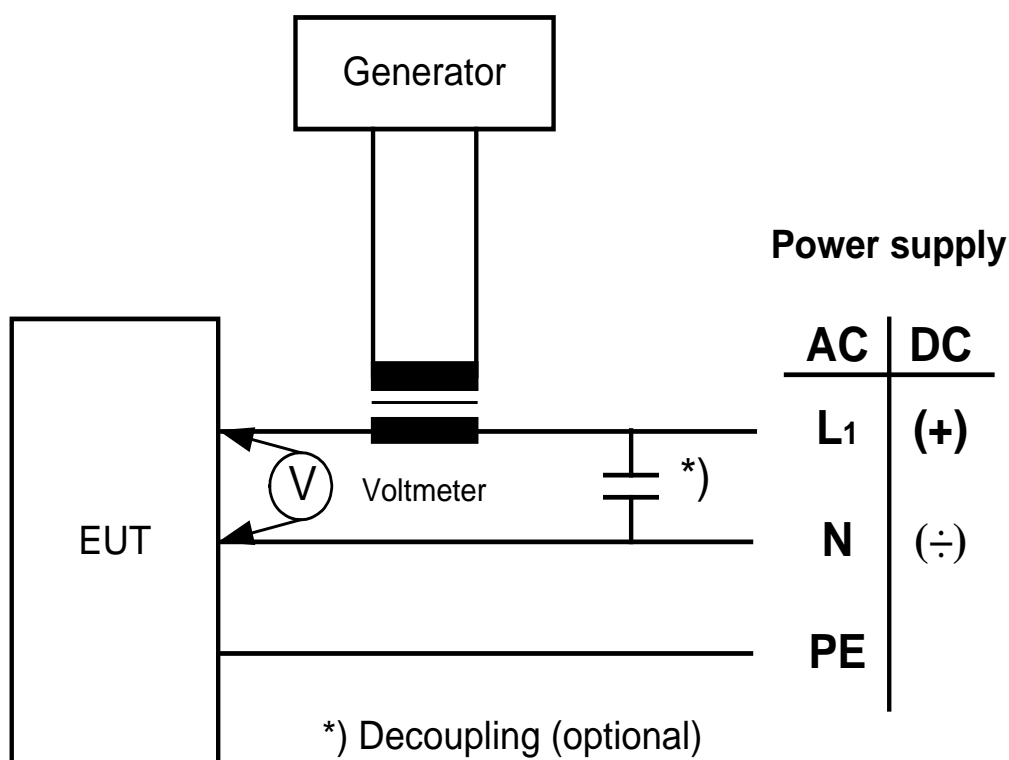 Generator
Power supply
AC DC
L1 (+)
*)
V Voltmeter
EUT
N (÷)
PE
*) Decoupling (optional)